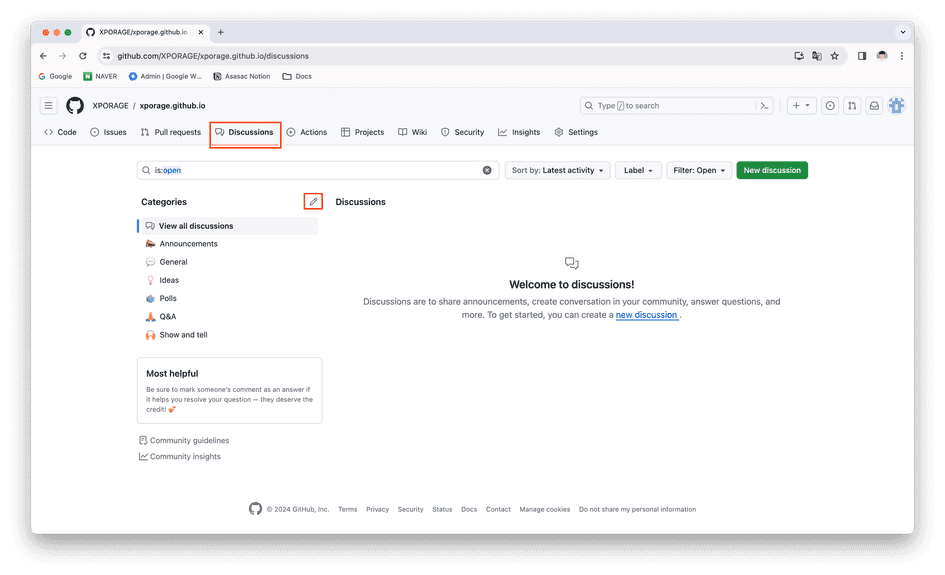 XPORAGE/xporage.github.io
github.com/XPORAGE/xporage.github.io/discussions
Google NAVER Admin | Google W... Asasac Notion Docs
XPORAGE / xporage.github.io Type / to search
Code Issues Pull requests Discussions Actions Projects Wiki Security Insights Settings
is:open Sort by: Latest activity Label Filter: Open New discussion
Categories Discussions
View all discussions
Announcements
General
Ideas
Polls
Q&A
Show and tell
Welcome to discussions!
Discussions are to share announcements, create conversation in your community, answer questions, and
more. To get started, you can create a new discussion .
Most helpful
Be sure to mark someone's comment as an answer if
it helps you resolve your question — they deserve the
credit! 🚀
Community guidelines
Community insights
© 2024 GitHub, Inc. Terms Privacy Security Status Docs Contact Manage cookies Do not share my personal information